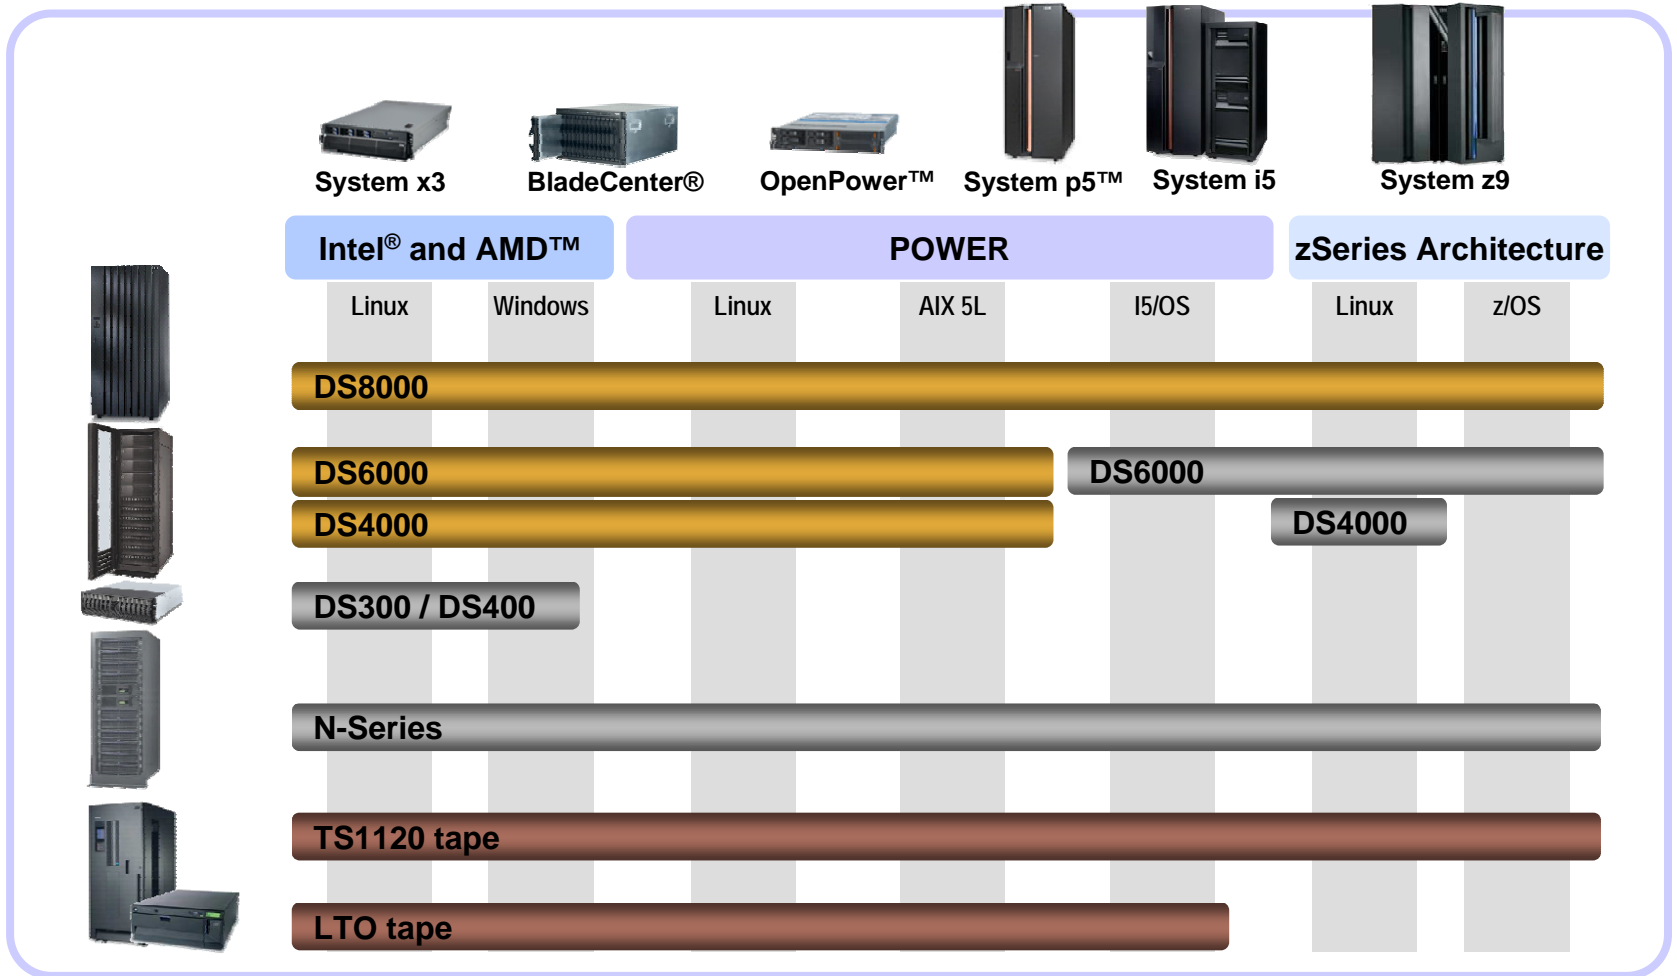 System x3
BladeCenter®
OpenPower™
System p5™
System i5
System z9
Intel® and AMD™
POWER
zSeries Architecture
Linux
Windows
Linux
AIX 5L
I5/OS
Linux
z/OS
DS8000
DS6000
DS6000
DS4000
DS4000
DS300 / DS400
N-Series
TS1120 tape
LTO tape